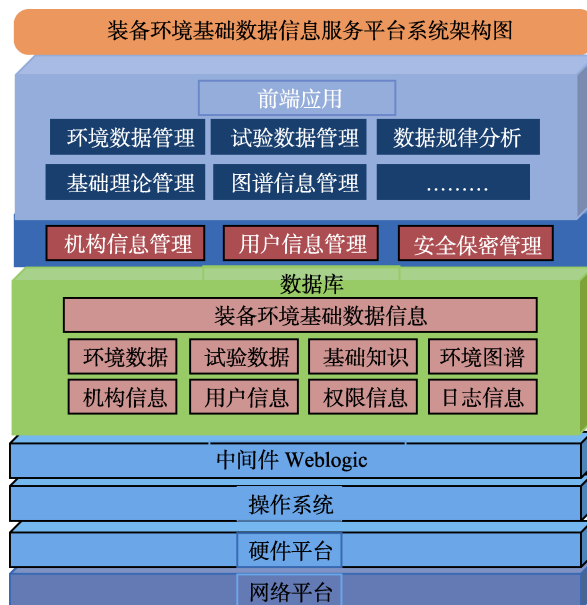 装备环境基础数据信息服务平台系统架构图
前端应用
环境数据管理 试验数据管理 数据规律分析
基础理论管理 图谱信息管理 ………
机构信息管理 用户信息管理 安全保密管理
数据库
装备环境基础数据信息
环境数据 试验数据 基础知识 环境图谱
机构信息 用户信息 权限信息 日志信息
中间件 Weblogic
操作系统
硬件平台
网络平台